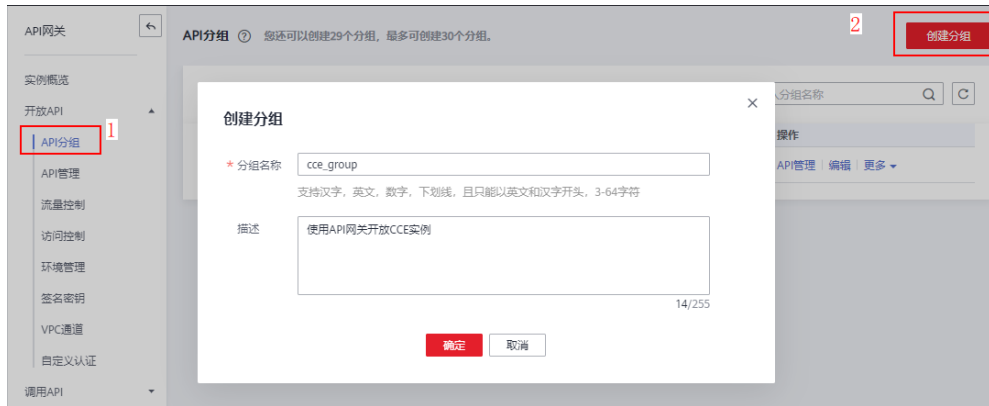 API网关
API分组 您还可以创建29个分组，最多可创建30个分组。
2
创建分组
实例概览
开放API
API分组
1
API管理
流量控制
访问控制
环境管理
签名密钥
VPC通道
自定义认证
调用API
分组名称
操作
API管理 编辑 更多
创建分组
* 分组名称 cce_group
支持汉字，英文，数字，下划线，且只能以英文和汉字开头，3-64字符
描述 使用API网关开放CCE实例
14/255
确定 取消